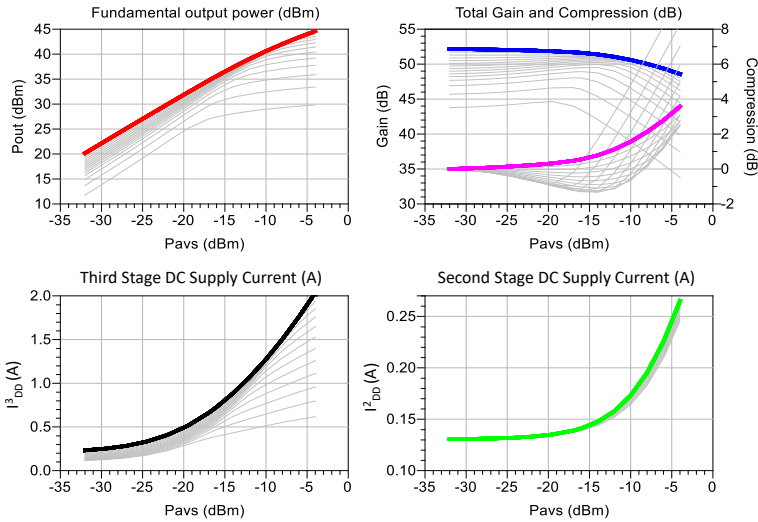 Fundamental output power (dBm)
45
40
35
30
25
20
15
10
Pout (dBm)
-35 -30 -25 -20 -15 -10 -5 0
Pavs (dBm)
Total Gain and Compression (dB)
55
50
45
40
35
30
Gain (dB)
8
6
4
2
0
-2
Compression (dB)
-35 -30 -25 -20 -15 -10 -5 0
Pavs (dBm)
Third Stage DC Supply Current (A)
2.0
1.5
1.0
0.5
0.0
I³DD (A)
-35 -30 -25 -20 -15 -10 -5 0
Pavs (dBm)
Second Stage DC Supply Current (A)
0.25
0.20
0.15
0.10
I²DD (A)
-35 -30 -25 -20 -15 -10 -5 0
Pavs (dBm)